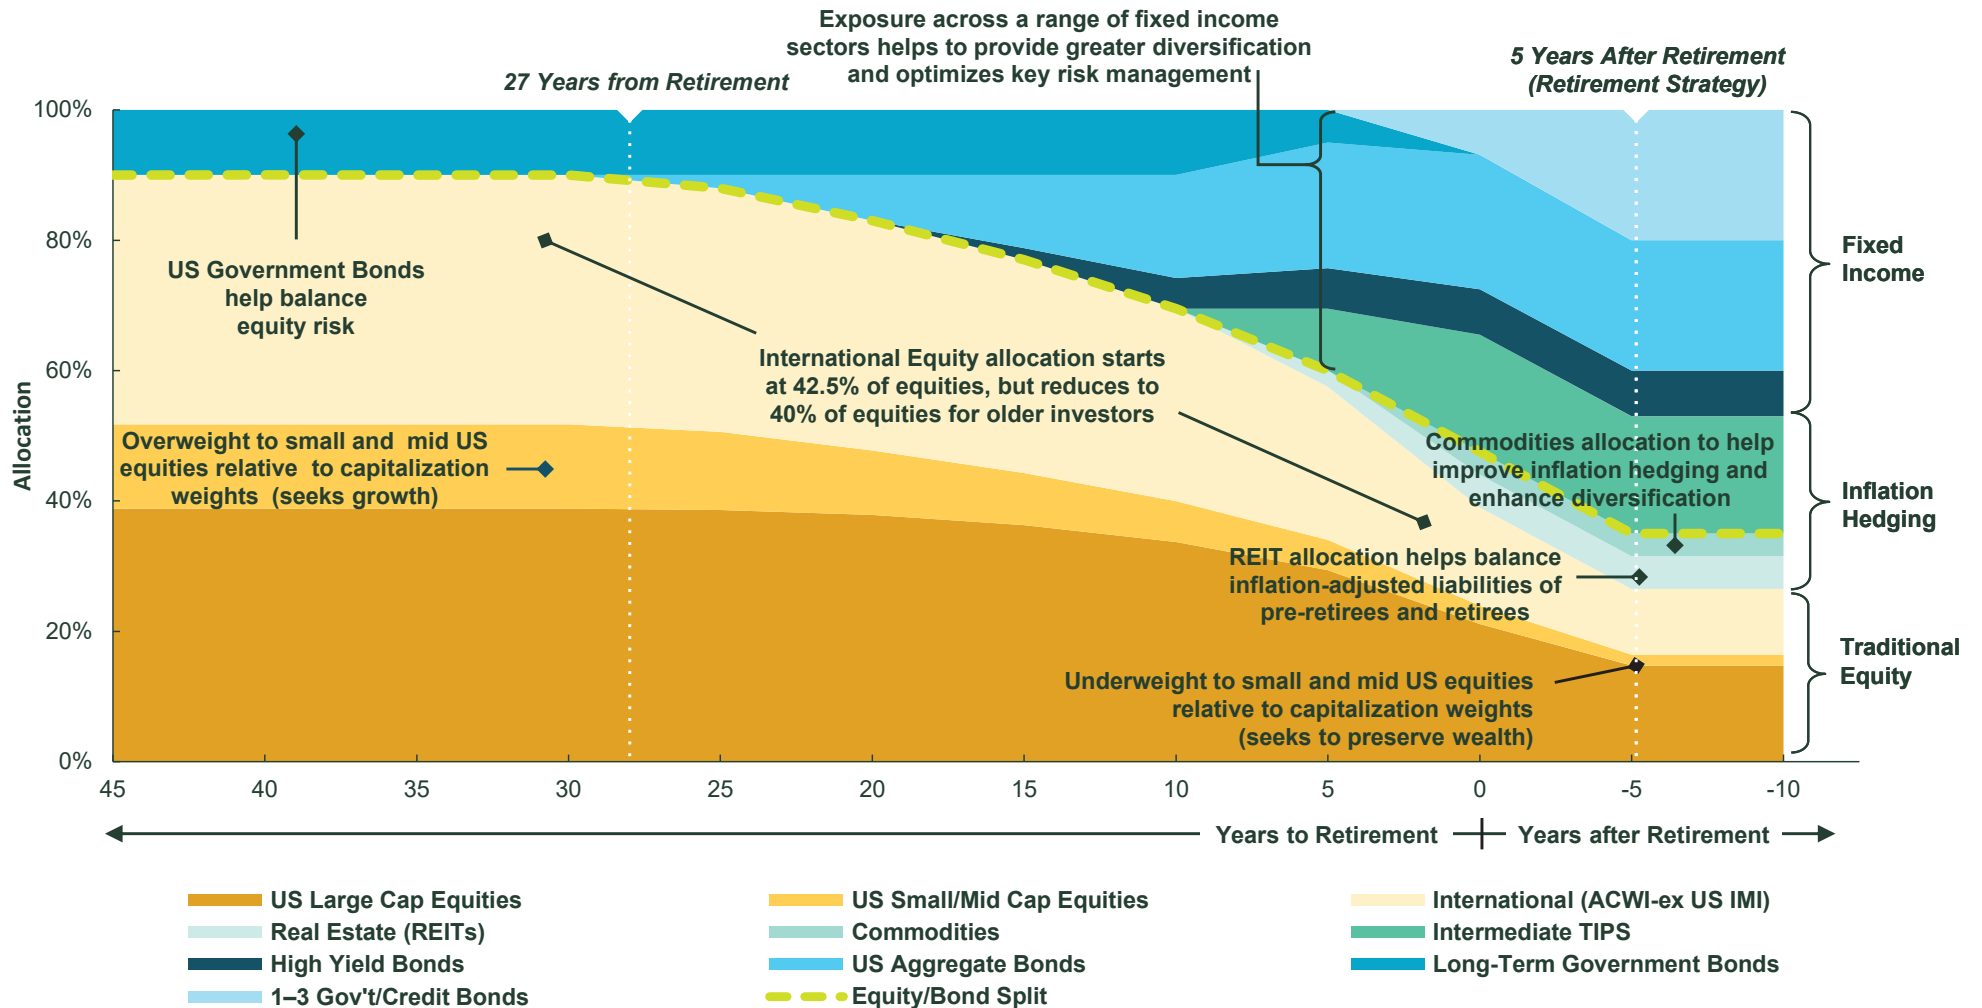 Exposure across a range of fixed income
sectors helps to provide greater diversification
and optimizes key risk management
27 Years from Retirement
5 Years After Retirement
(Retirement Strategy)
100%
80%
60%
40%
20%
0%
Allocation
US Government Bonds
help balance
equity risk
International Equity allocation starts
at 42.5% of equities, but reduces to
40% of equities for older investors
Overweight to small and mid US
equities relative to capitalization
weights (seeks growth)
Commodities allocation to help
improve inflation hedging and
enhance diversification
REIT allocation helps balance
inflation-adjusted liabilities of
pre-retirees and retirees
Underweight to small and mid US equities
relative to capitalization weights
(seeks to preserve wealth)
Fixed
Income
Inflation
Hedging
Traditional
Equity
45 40 35 30 25 20 15 10 5 0 -5 -10
Years to Retirement Years after Retirement
US Large Cap Equities US Small/Mid Cap Equities International (ACWI-ex US IMI)
Real Estate (REITs) Commodities Intermediate TIPS
High Yield Bonds US Aggregate Bonds Long-Term Government Bonds
1–3 Gov't/Credit Bonds Equity/Bond Split